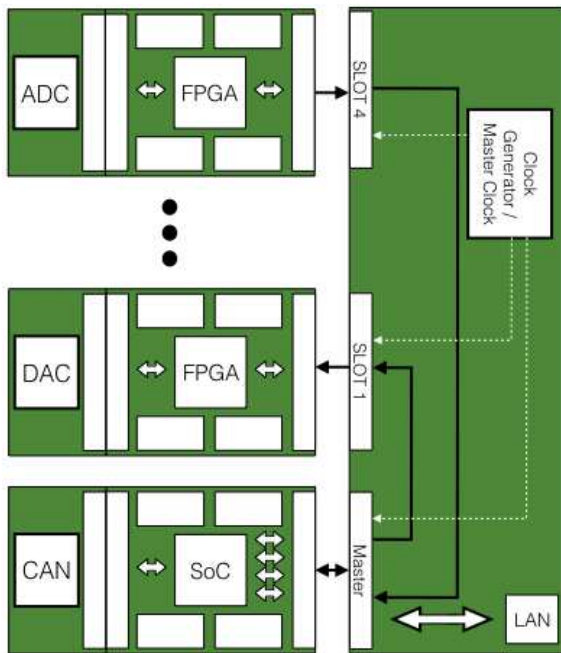 ADC
FPGA
SLOT 4
Clock
Generator /
Master Clock
DAC
FPGA
SLOT 1
CAN
SoC
Master
LAN